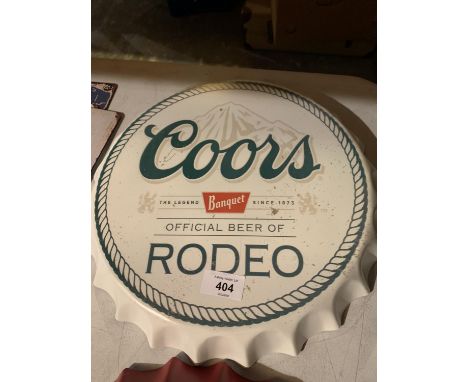 Coors
THE LEGEND Banquet SINCE 1873
OFFICIAL BEER OF
RODEO
404